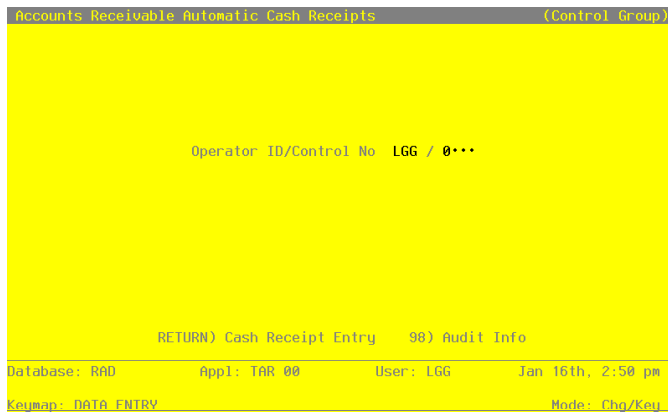 Accounts Receivable Automatic Cash Receipts (Control Group)
Operator ID/Control No LGG / 0•••
RETURN) Cash Receipt Entry 98) Audit Info
Database: RAD Appl: TAR 00 User: LGG Jan 16th, 2:50 pm
Keymap: DATA ENTRY Mode: Chg/Key